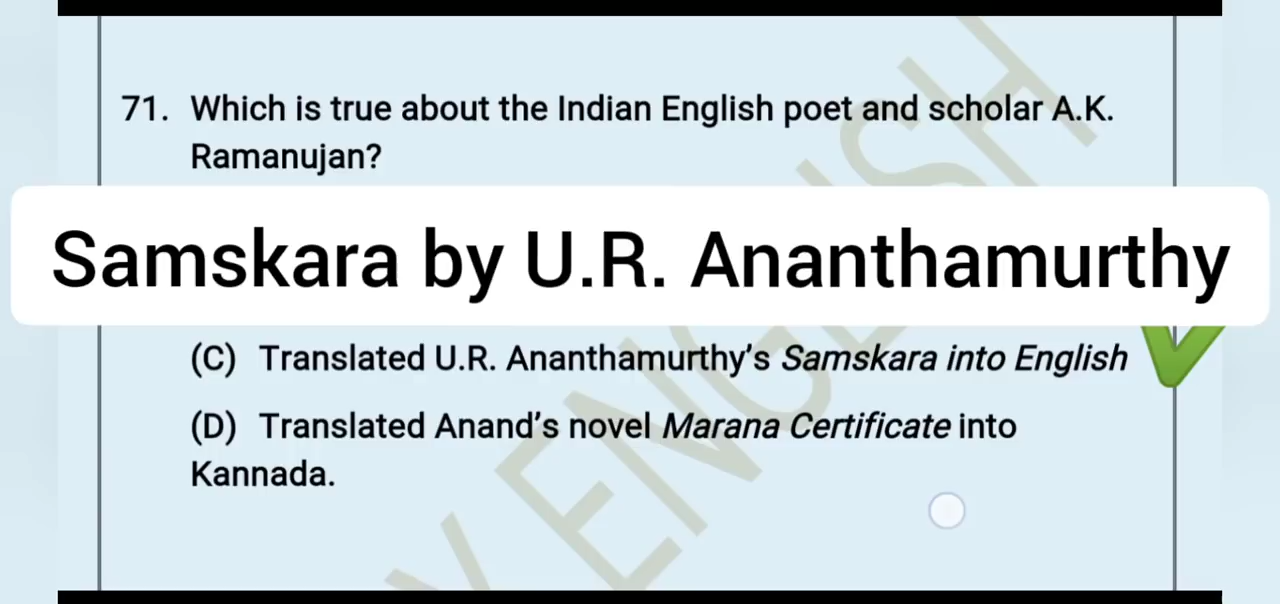 71. Which is true about the Indian English poet and scholar A.K.
Ramanujan?
Samskara by U.R. Ananthamurthy
(C) Translated U.R. Ananthamurthy's Samskara into English
(D) Translated Anand's novel Marana Certificate into
Kannada.